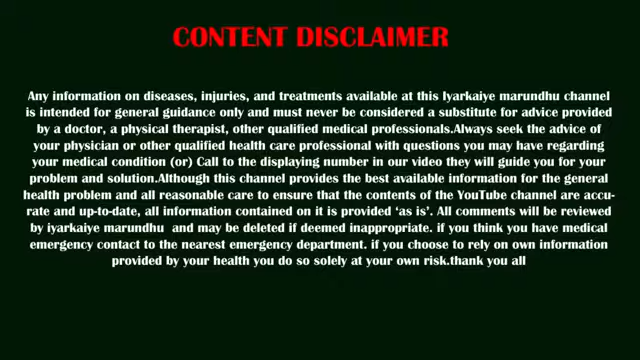 CONTENT DISCLAIMER
Any information on diseases, injuries, and treatments available at this Iyarkaiye marundhu channel
is intended for general guidance only and must never be considered a substitute for advice provided
by a doctor, a physical therapist, other qualified medical professionals.Always seek the advice of
your physician or other qualified health care professional with questions you may have regarding
your medical condition (or) Call to the displaying number in our video they will guide you for your
problem and solution.Although this channel provides the best available information for the general
health problem and all reasonable care to ensure that the contents of the YouTube channel are accu-
rate and up-to-date, all information contained on it is provided ‘as is’. All comments will be reviewed
by iyarkaiye marundhu  and may be deleted if deemed inappropriate. if you think you have medical
emergency contact to the nearest emergency department. if you choose to rely on own information
provided by your health you do so solely at your own risk.thank you all